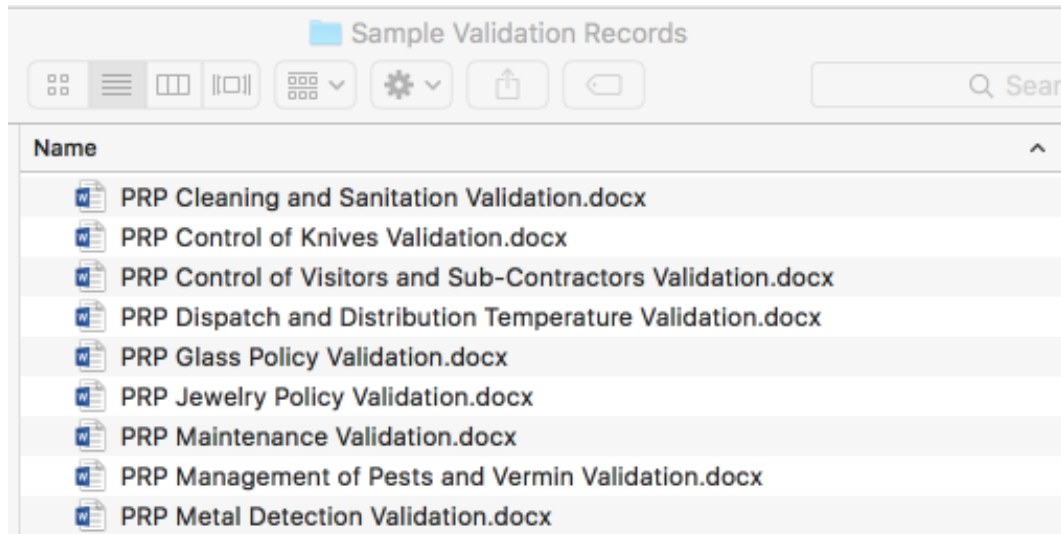 Sample Validation Records
Name
PRP Cleaning and Sanitation Validation.docx
PRP Control of Knives Validation.docx
PRP Control of Visitors and Sub-Contractors Validation.docx
PRP Dispatch and Distribution Temperature Validation.docx
PRP Glass Policy Validation.docx
PRP Jewelry Policy Validation.docx
PRP Maintenance Validation.docx
PRP Management of Pests and Vermin Validation.docx
PRP Metal Detection Validation.docx